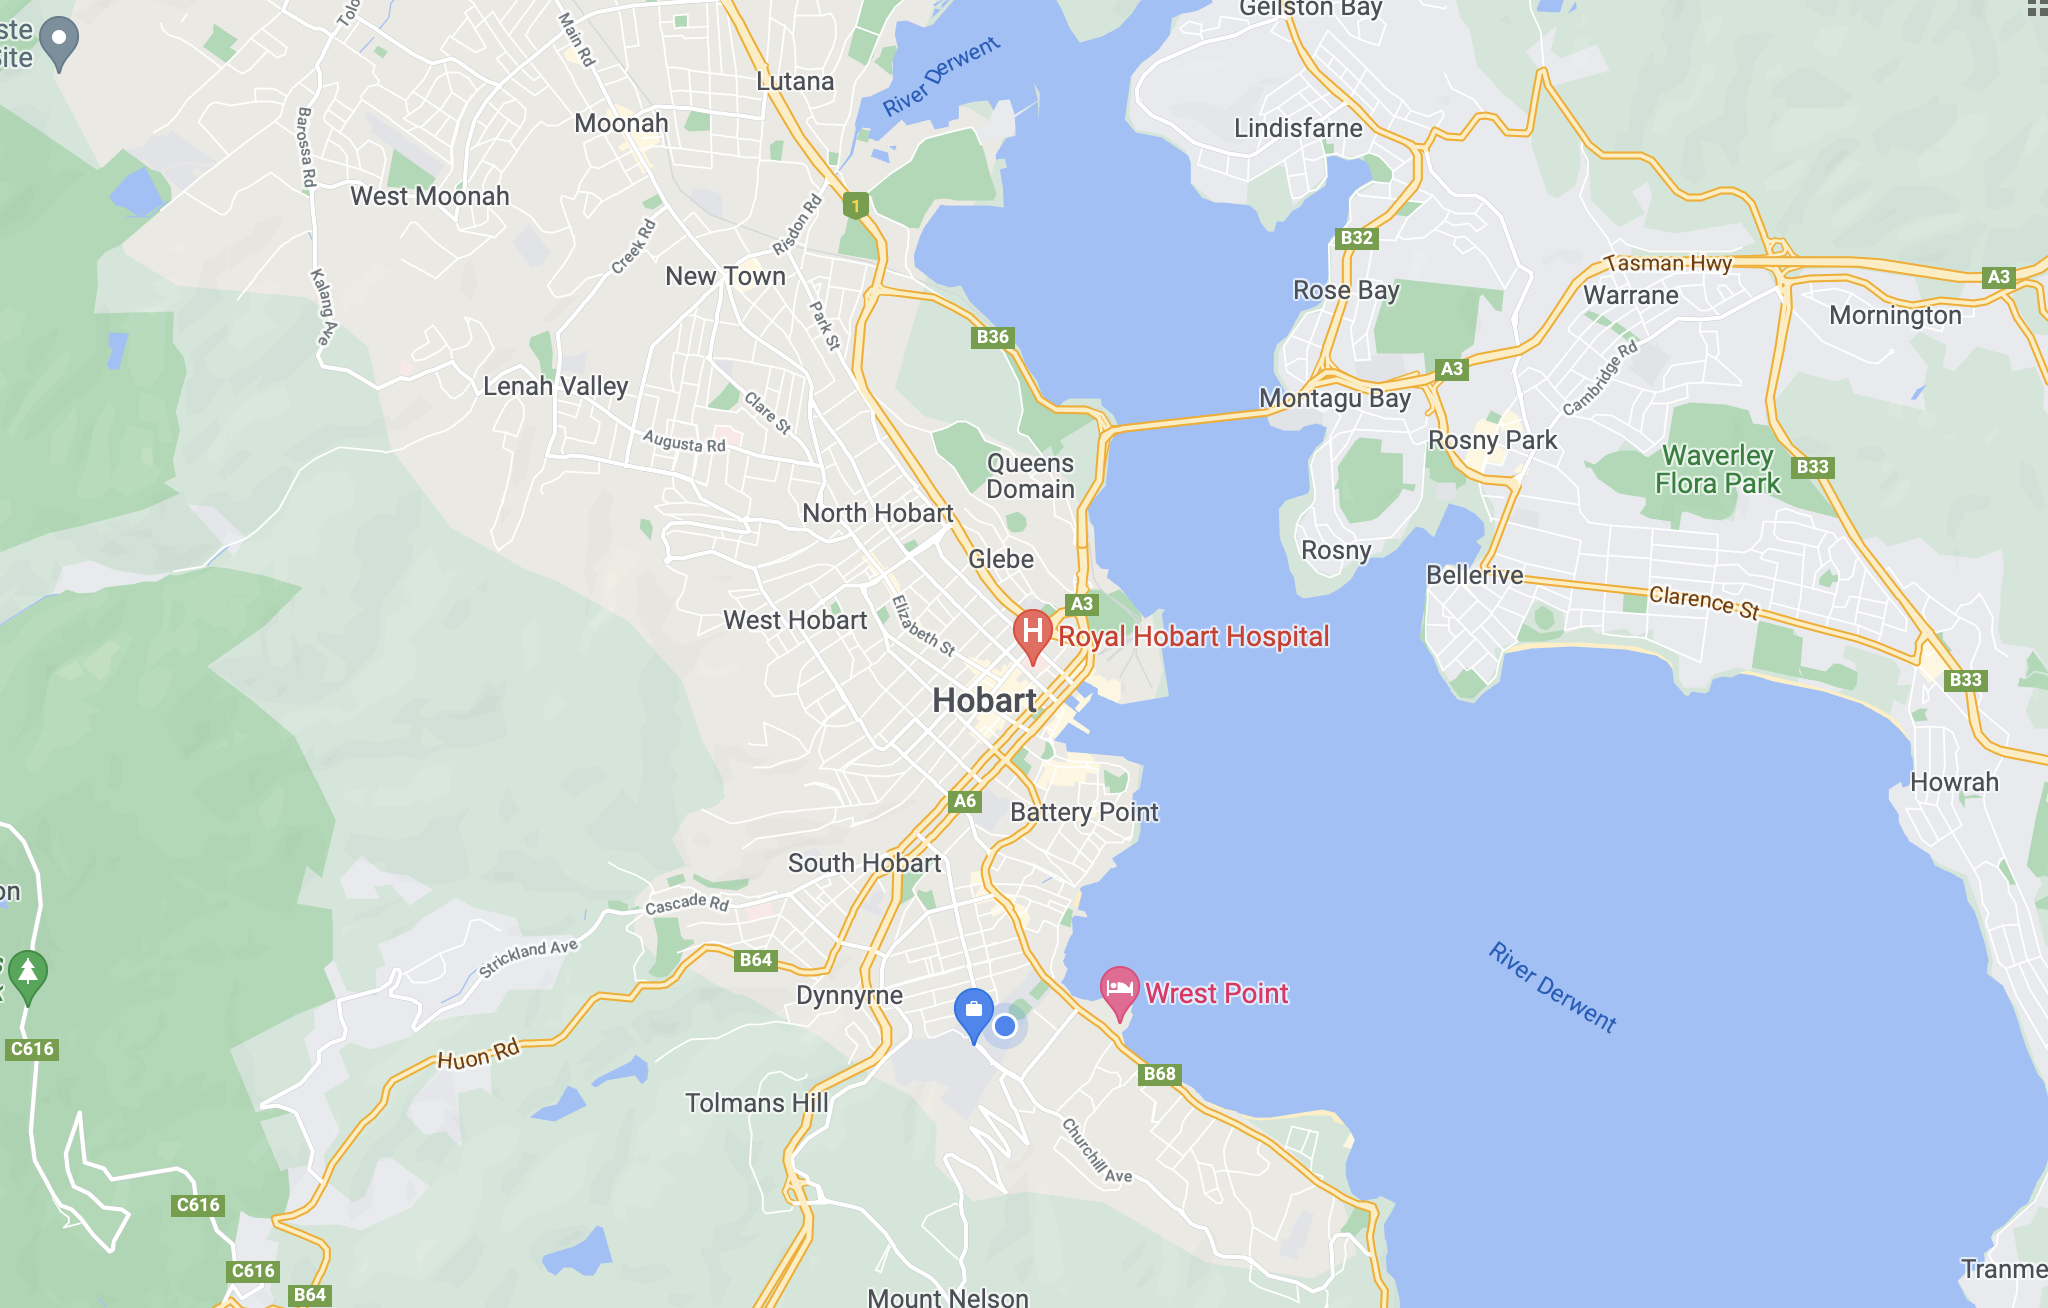 Geilston Bay
ste
Site
Tolo
Main Rd
River Derwent
Lutana
Moonah
Lindisfarne
Barossa Rd
West Moonah
1
Risdon Rd
Creek Rd
B32
New Town
Tasman Hwy
A3
Rose Bay
Warrane
Mornington
Kalang Ave
Park St
B36
A3
Cambridge Rd
Lenah Valley
Montagu Bay
Clare St
Augusta Rd
Rosny Park
Waverley
Flora Park
B33
Queens
Domain
North Hobart
Glebe
Rosny
Bellerive
Clarence St
A3
West Hobart
Elizabeth St
H
Royal Hobart Hospital
B33
Hobart
Howrah
A6
Battery Point
South Hobart
on
Cascade Rd
Strickland Ave
B64
River Derwent
Dynnyrne
Wrest Point
C616
Huon Rd
B68
Tolmans Hill
Churchill Ave
C616
C616
Tranme
B64
Mount Nelson